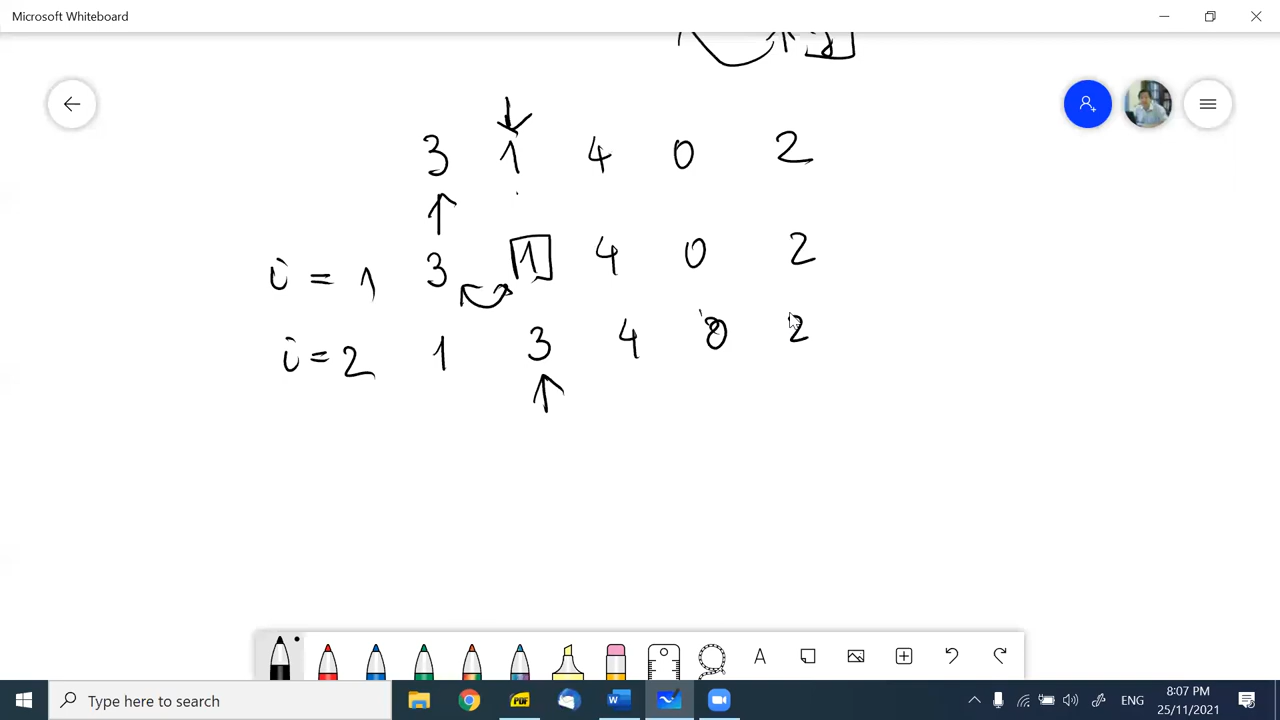 Microsoft Whiteboard
3 1 4 0 2
i = 1 3 1 4 0 2
i = 2 1 3 4 0 2
A
Type here to search
PDF
W
ENG
8:07 PM
25/11/2021